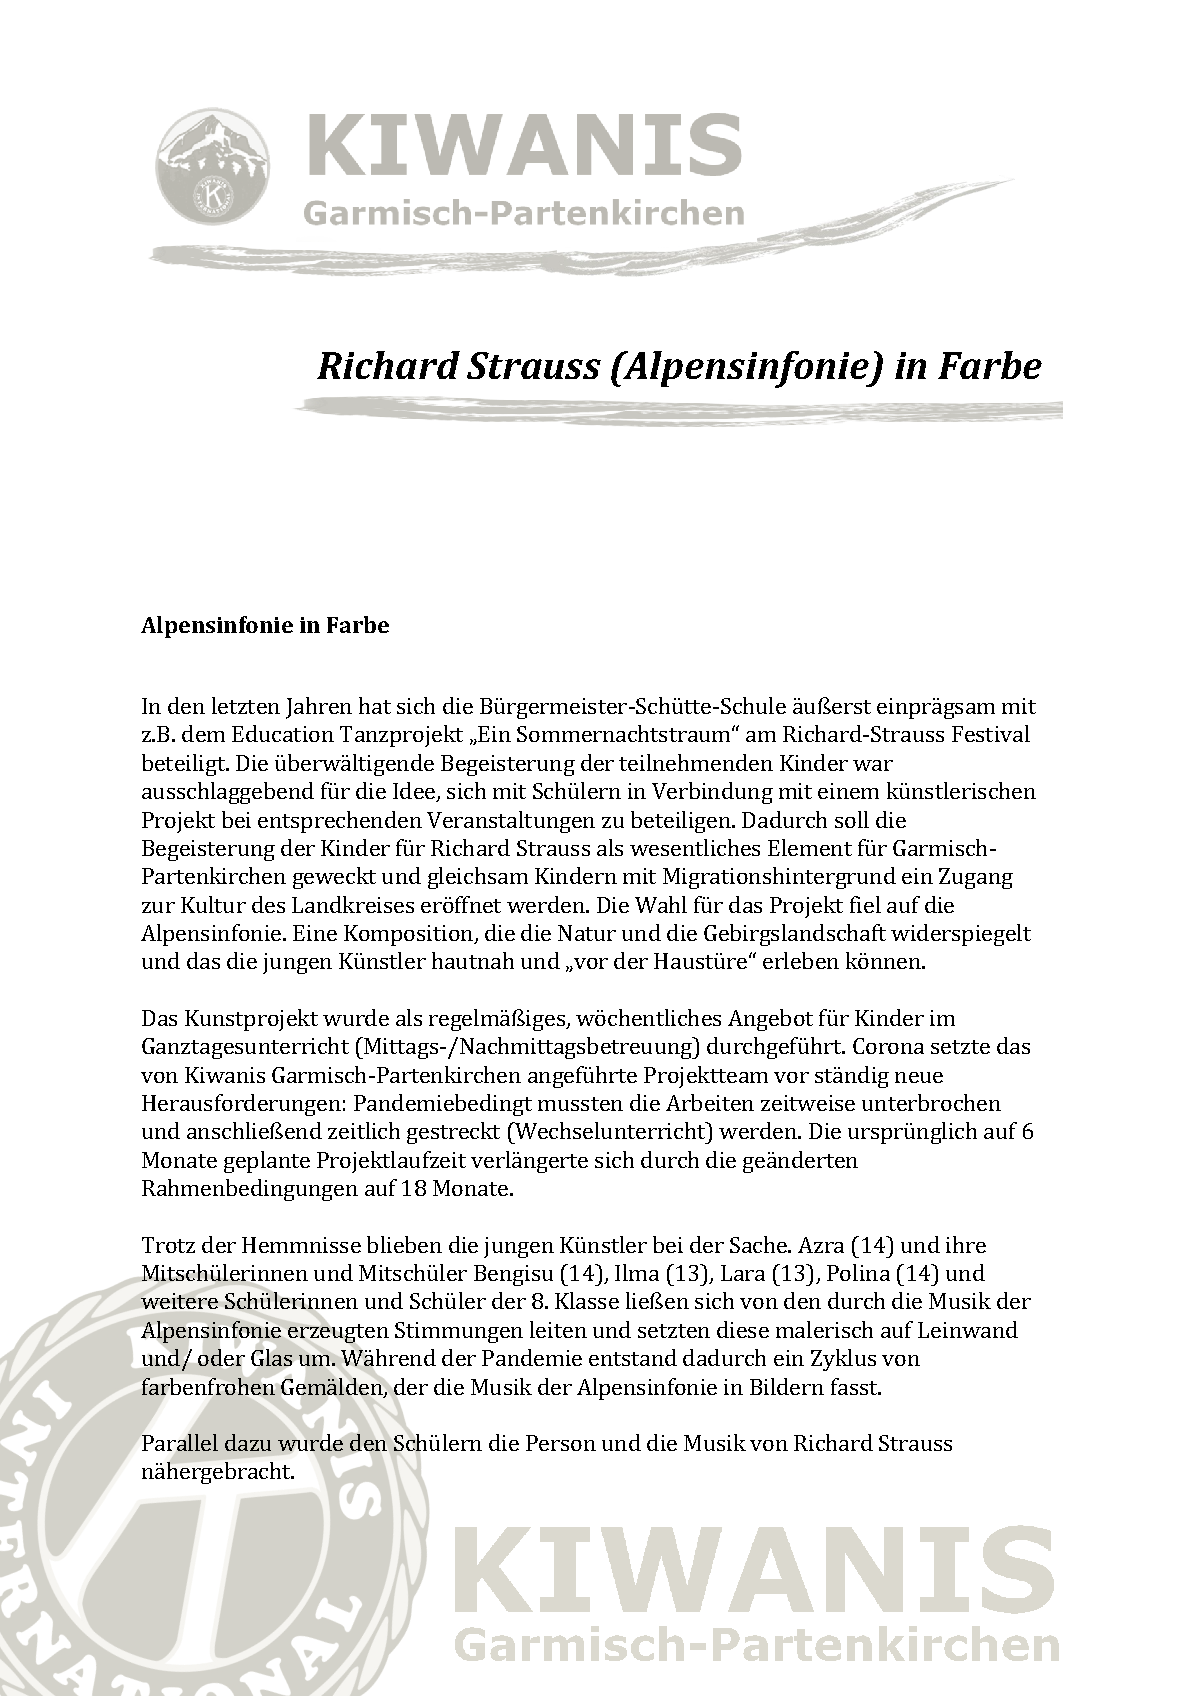 KIWANIS
Garmisch-Partenkirchen
Richard Strauss (Alpensinfonie) in Farbe
Alpensinfonie in Farbe
In den letzten Jahren hat sich die Bürgermeister-Schütte-Schule äußerst einprägsam mit
z.B. dem Education Tanzprojekt „Ein Sommernachtstraum“ am Richard-Strauss Festival
beteiligt. Die überwältigende Begeisterung der teilnehmenden Kinder war
ausschlaggebend für die Idee, sich mit Schülern in Verbindung mit einem künstlerischen
Projekt bei entsprechenden Veranstaltungen zu beteiligen. Dadurch soll die
Begeisterung der Kinder für Richard Strauss als wesentliches Element für Garmisch-
Partenkirchen geweckt und gleichsam Kindern mit Migrationshintergrund ein Zugang
zur Kultur des Landkreises eröffnet werden. Die Wahl für das Projekt fiel auf die
Alpensinfonie. Eine Komposition, die die Natur und die Gebirgslandschaft widerspiegelt
und das die jungen Künstler hautnah und „vor der Haustüre“ erleben können.
Das Kunstprojekt wurde als regelmäßiges, wöchentliches Angebot für Kinder im
Ganztagesunterricht (Mittags-/Nachmittagsbetreuung) durchgeführt. Corona setzte das
von Kiwanis Garmisch-Partenkirchen angeführte Projektteam vor ständig neue
Herausforderungen: Pandemiebedingt mussten die Arbeiten zeitweise unterbrochen
und anschließend zeitlich gestreckt (Wechselunterricht) werden. Die ursprünglich auf 6
Monate geplante Projektlaufzeit verlängerte sich durch die geänderten
Rahmenbedingungen auf 18 Monate.
Trotz der Hemmnisse blieben die jungen Künstler bei der Sache. Azra (14) und ihre
Mitschülerinnen und Mitschüler Bengisu (14), Ilma (13), Lara (13), Polina (14) und
weitere Schülerinnen und Schüler der 8. Klasse ließen sich von den durch die Musik der
Alpensinfonie erzeugten Stimmungen leiten und setzten diese malerisch auf Leinwand
und/ oder Glas um. Während der Pandemie entstand dadurch ein Zyklus von
farbenfrohen Gemälden, der die Musik der Alpensinfonie in Bildern fasst.
Parallel dazu wurde den Schülern die Person und die Musik von Richard Strauss
nähergebracht.
KIWANIS
INTERNATIONAL
K
KIWANIS
Garmisch-Partenkirchen